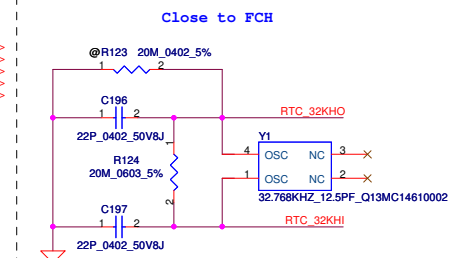 Close to FCH
@R123 20M_0402_5%
1 2
C196
1 2
RTC_32KHO
22P_0402_50V8J
Y1
1
R124
20M_0603_5%
2
4 OSC NC 3
1 OSC NC 2
32.768KHZ_12.5PF_Q13MC14610002
C197
1 2
RTC_32KHI
22P_0402_50V8J